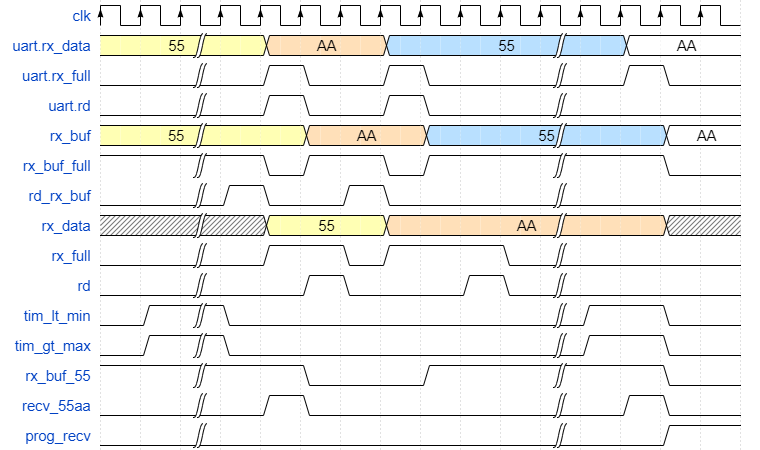 clk
uart.rx_data 55 AA 55 AA
uart.rx_full
uart.rd
rx_buf 55 AA 55 AA
rx_buf_full
rd_rx_buf
rx_data 55 AA
rx_full
rd
tim_lt_min
tim_gt_max
rx_buf_55
recv_55aa
prog_recv